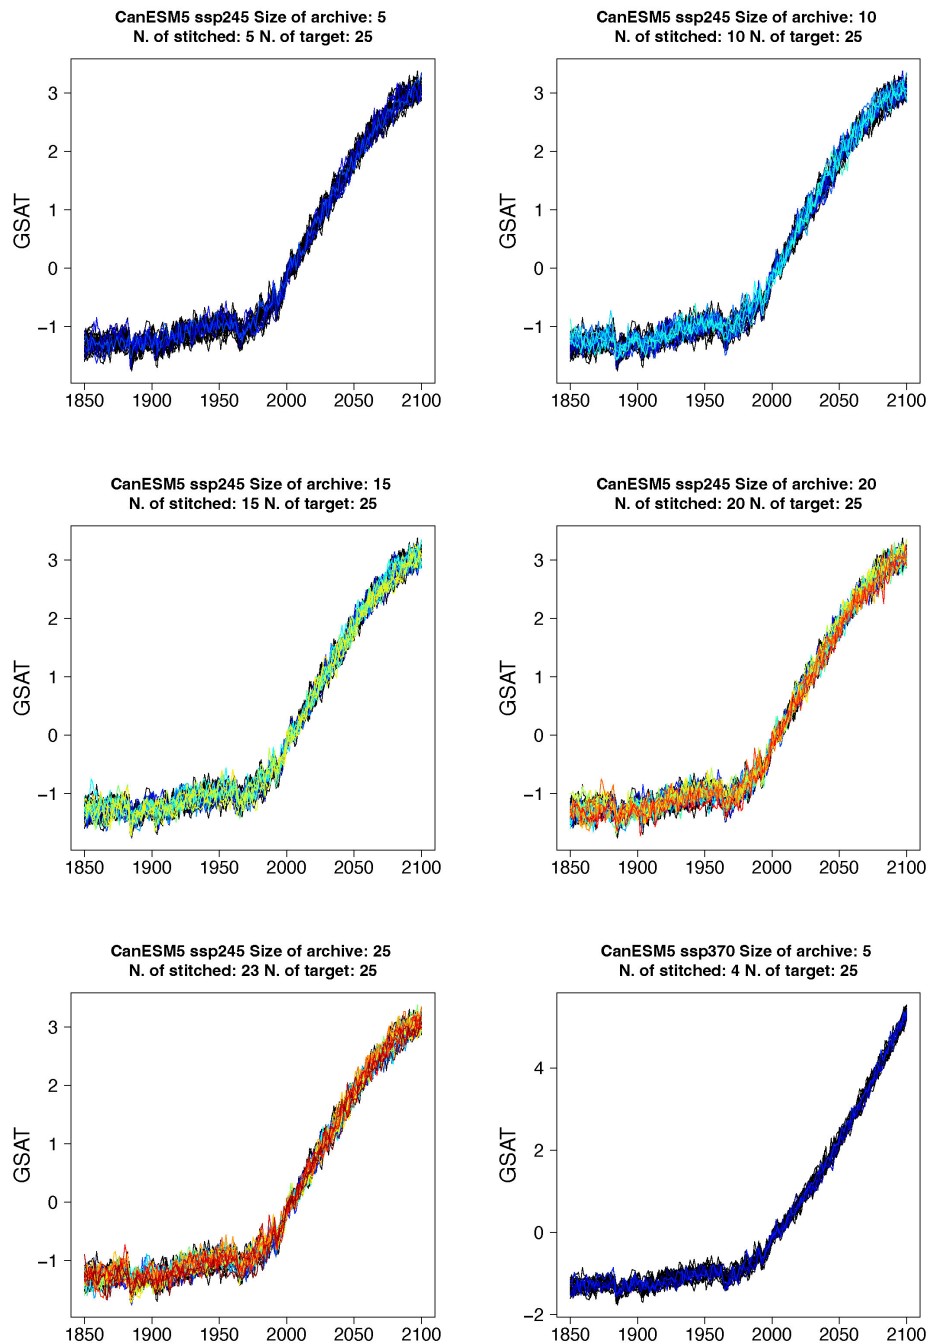 CanESM5 ssp245 Size of archive: 5
N. of stitched: 5 N. of target: 25
GSAT
3
2
1
0
−1
1850 1900 1950 2000 2050 2100
CanESM5 ssp245 Size of archive: 10
N. of stitched: 10 N. of target: 25
GSAT
3
2
1
0
−1
1850 1900 1950 2000 2050 2100
CanESM5 ssp245 Size of archive: 15
N. of stitched: 15 N. of target: 25
GSAT
3
2
1
0
−1
1850 1900 1950 2000 2050 2100
CanESM5 ssp245 Size of archive: 20
N. of stitched: 20 N. of target: 25
GSAT
3
2
1
0
−1
1850 1900 1950 2000 2050 2100
CanESM5 ssp245 Size of archive: 25
N. of stitched: 23 N. of target: 25
GSAT
3
2
1
0
−1
1850 1900 1950 2000 2050 2100
CanESM5 ssp370 Size of archive: 5
N. of stitched: 4 N. of target: 25
GSAT
4
2
0
−2
1850 1900 1950 2000 2050 2100